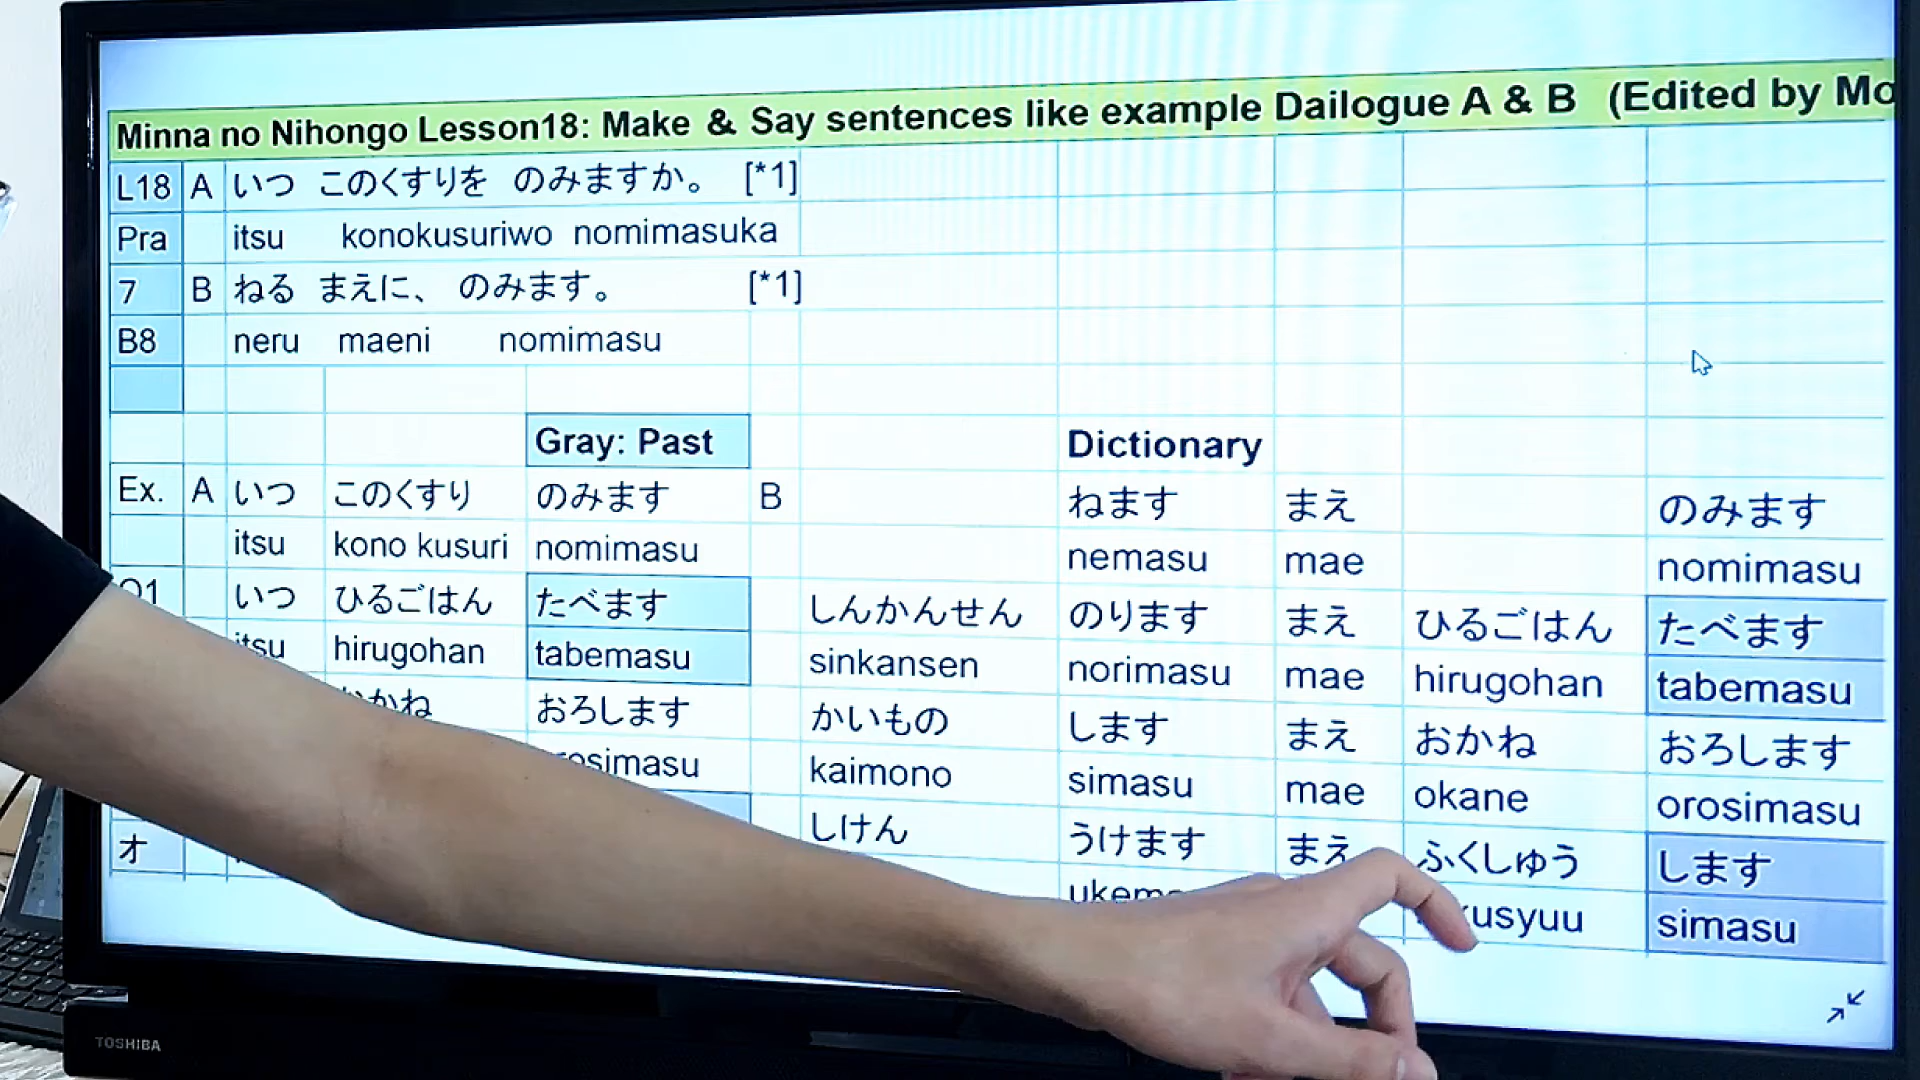 Minna no Nihongo Lesson18: Make & Say sentences like example Dailogue A & B (Edited by Mo
L18 A いつ このくすりを のみますか。 [*1]
Pra itsu konokusuriwo nomimasuka
7 B ねる まえに、 のみます。 [*1]
B8 neru maeni nomimasu
Gray: Past Dictionary
Ex. A いつ このくすり のみます B ねます まえ のみます
itsu kono kusuri nomimasu nemasu mae nomimasu
いつ ひるごはん たべます しんかんせん のります まえ ひるごはん たべます
itsu hirugohan tabemasu sinkansen norimasu mae hirugohan tabemasu
おかね おろします かいもの します まえ おかね おろします
orosimasu kaimono simasu mae okane orosimasu
オ しけん うけます まえ ふくしゅう します
simasu
TOSHIBA